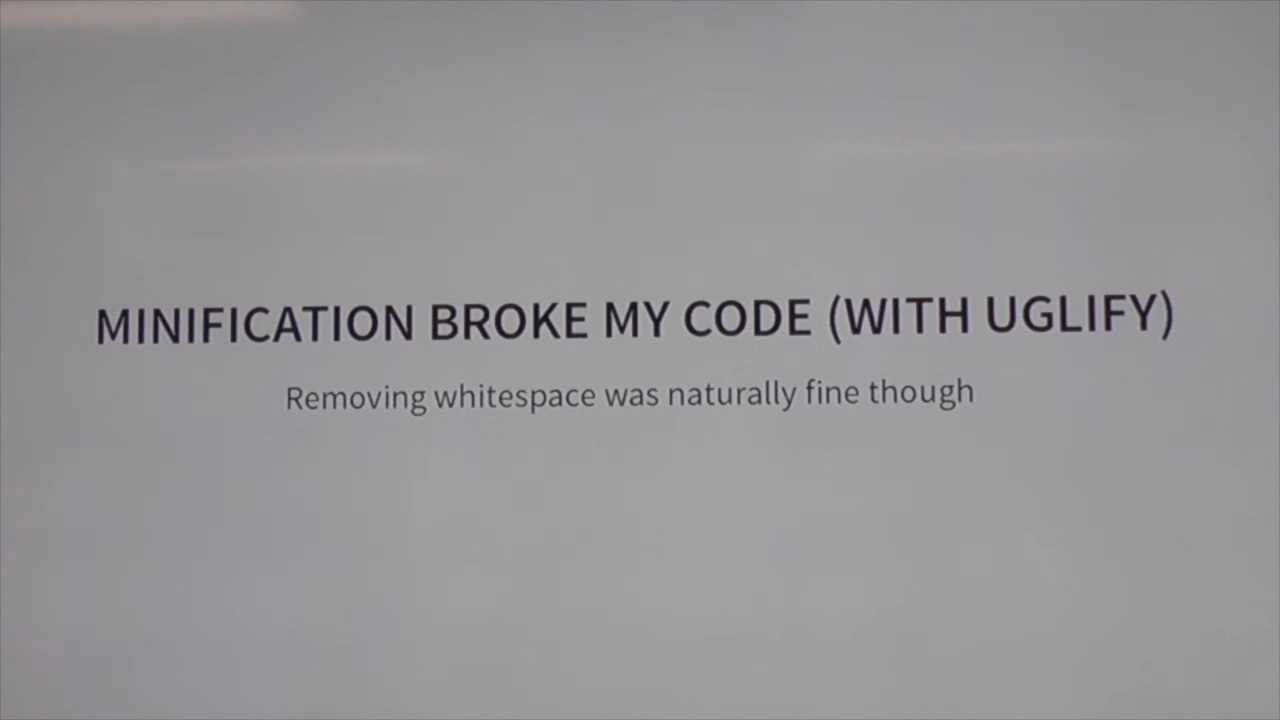 MINIFICATION BROKE MY CODE (WITH UGLIFY)
Removing whitespace was naturally fine though